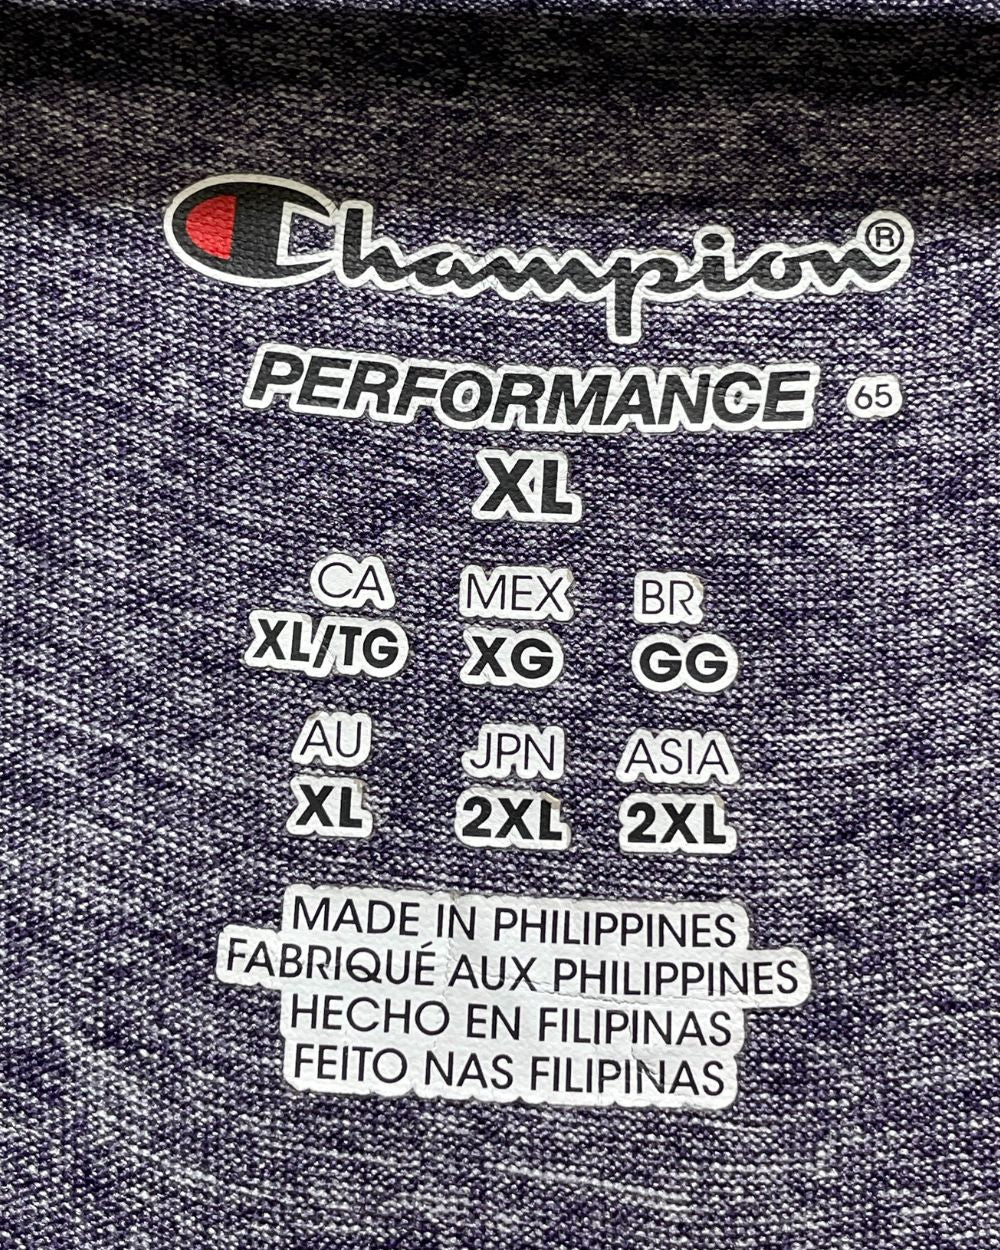 Champion®
PERFORMANCE 65
XL
CA MEX BR
XL/TG XG GG
AU JPN ASIA
XL 2XL 2XL
MADE IN PHILIPPINES
FABRIQUÉ AUX PHILIPPINES
HECHO EN FILIPINAS
FEITO NAS FILIPINAS